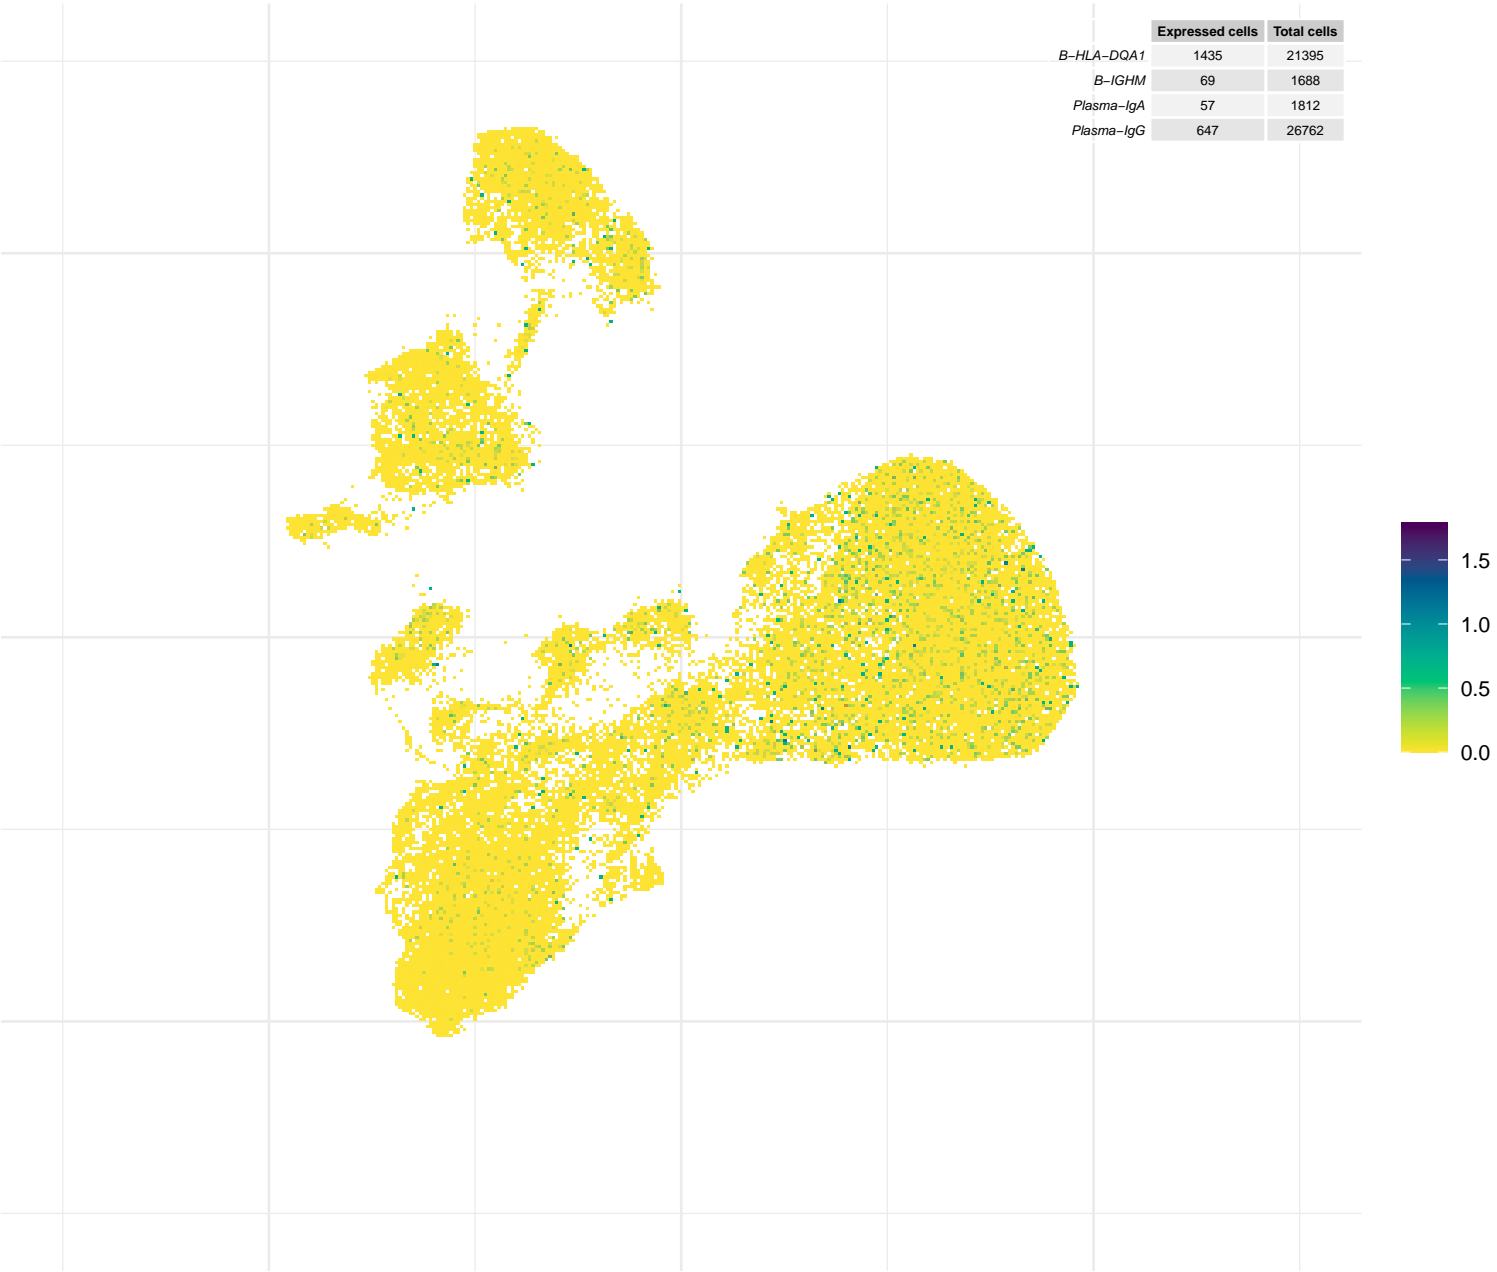 Expressed cells Total cells
B−HLA−DQA1 1435 21395
B−IGHM 69 1688
Plasma−IgA 57 1812
Plasma−IgG 647 26762
1.5
1.0
0.5
0.0